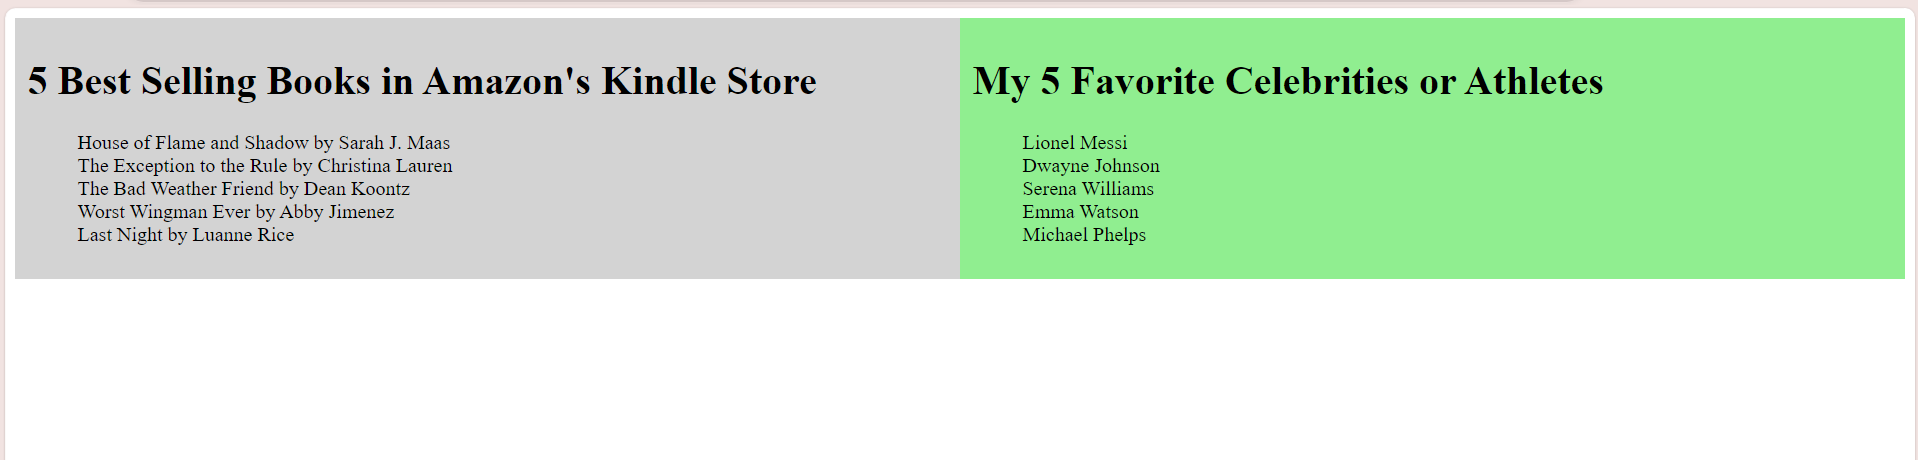 5 Best Selling Books in Amazon's Kindle Store
House of Flame and Shadow by Sarah J. Maas
The Exception to the Rule by Christina Lauren
The Bad Weather Friend by Dean Koontz
Worst Wingman Ever by Abby Jimenez
Last Night by Luanne Rice
My 5 Favorite Celebrities or Athletes
Lionel Messi
Dwayne Johnson
Serena Williams
Emma Watson
Michael Phelps